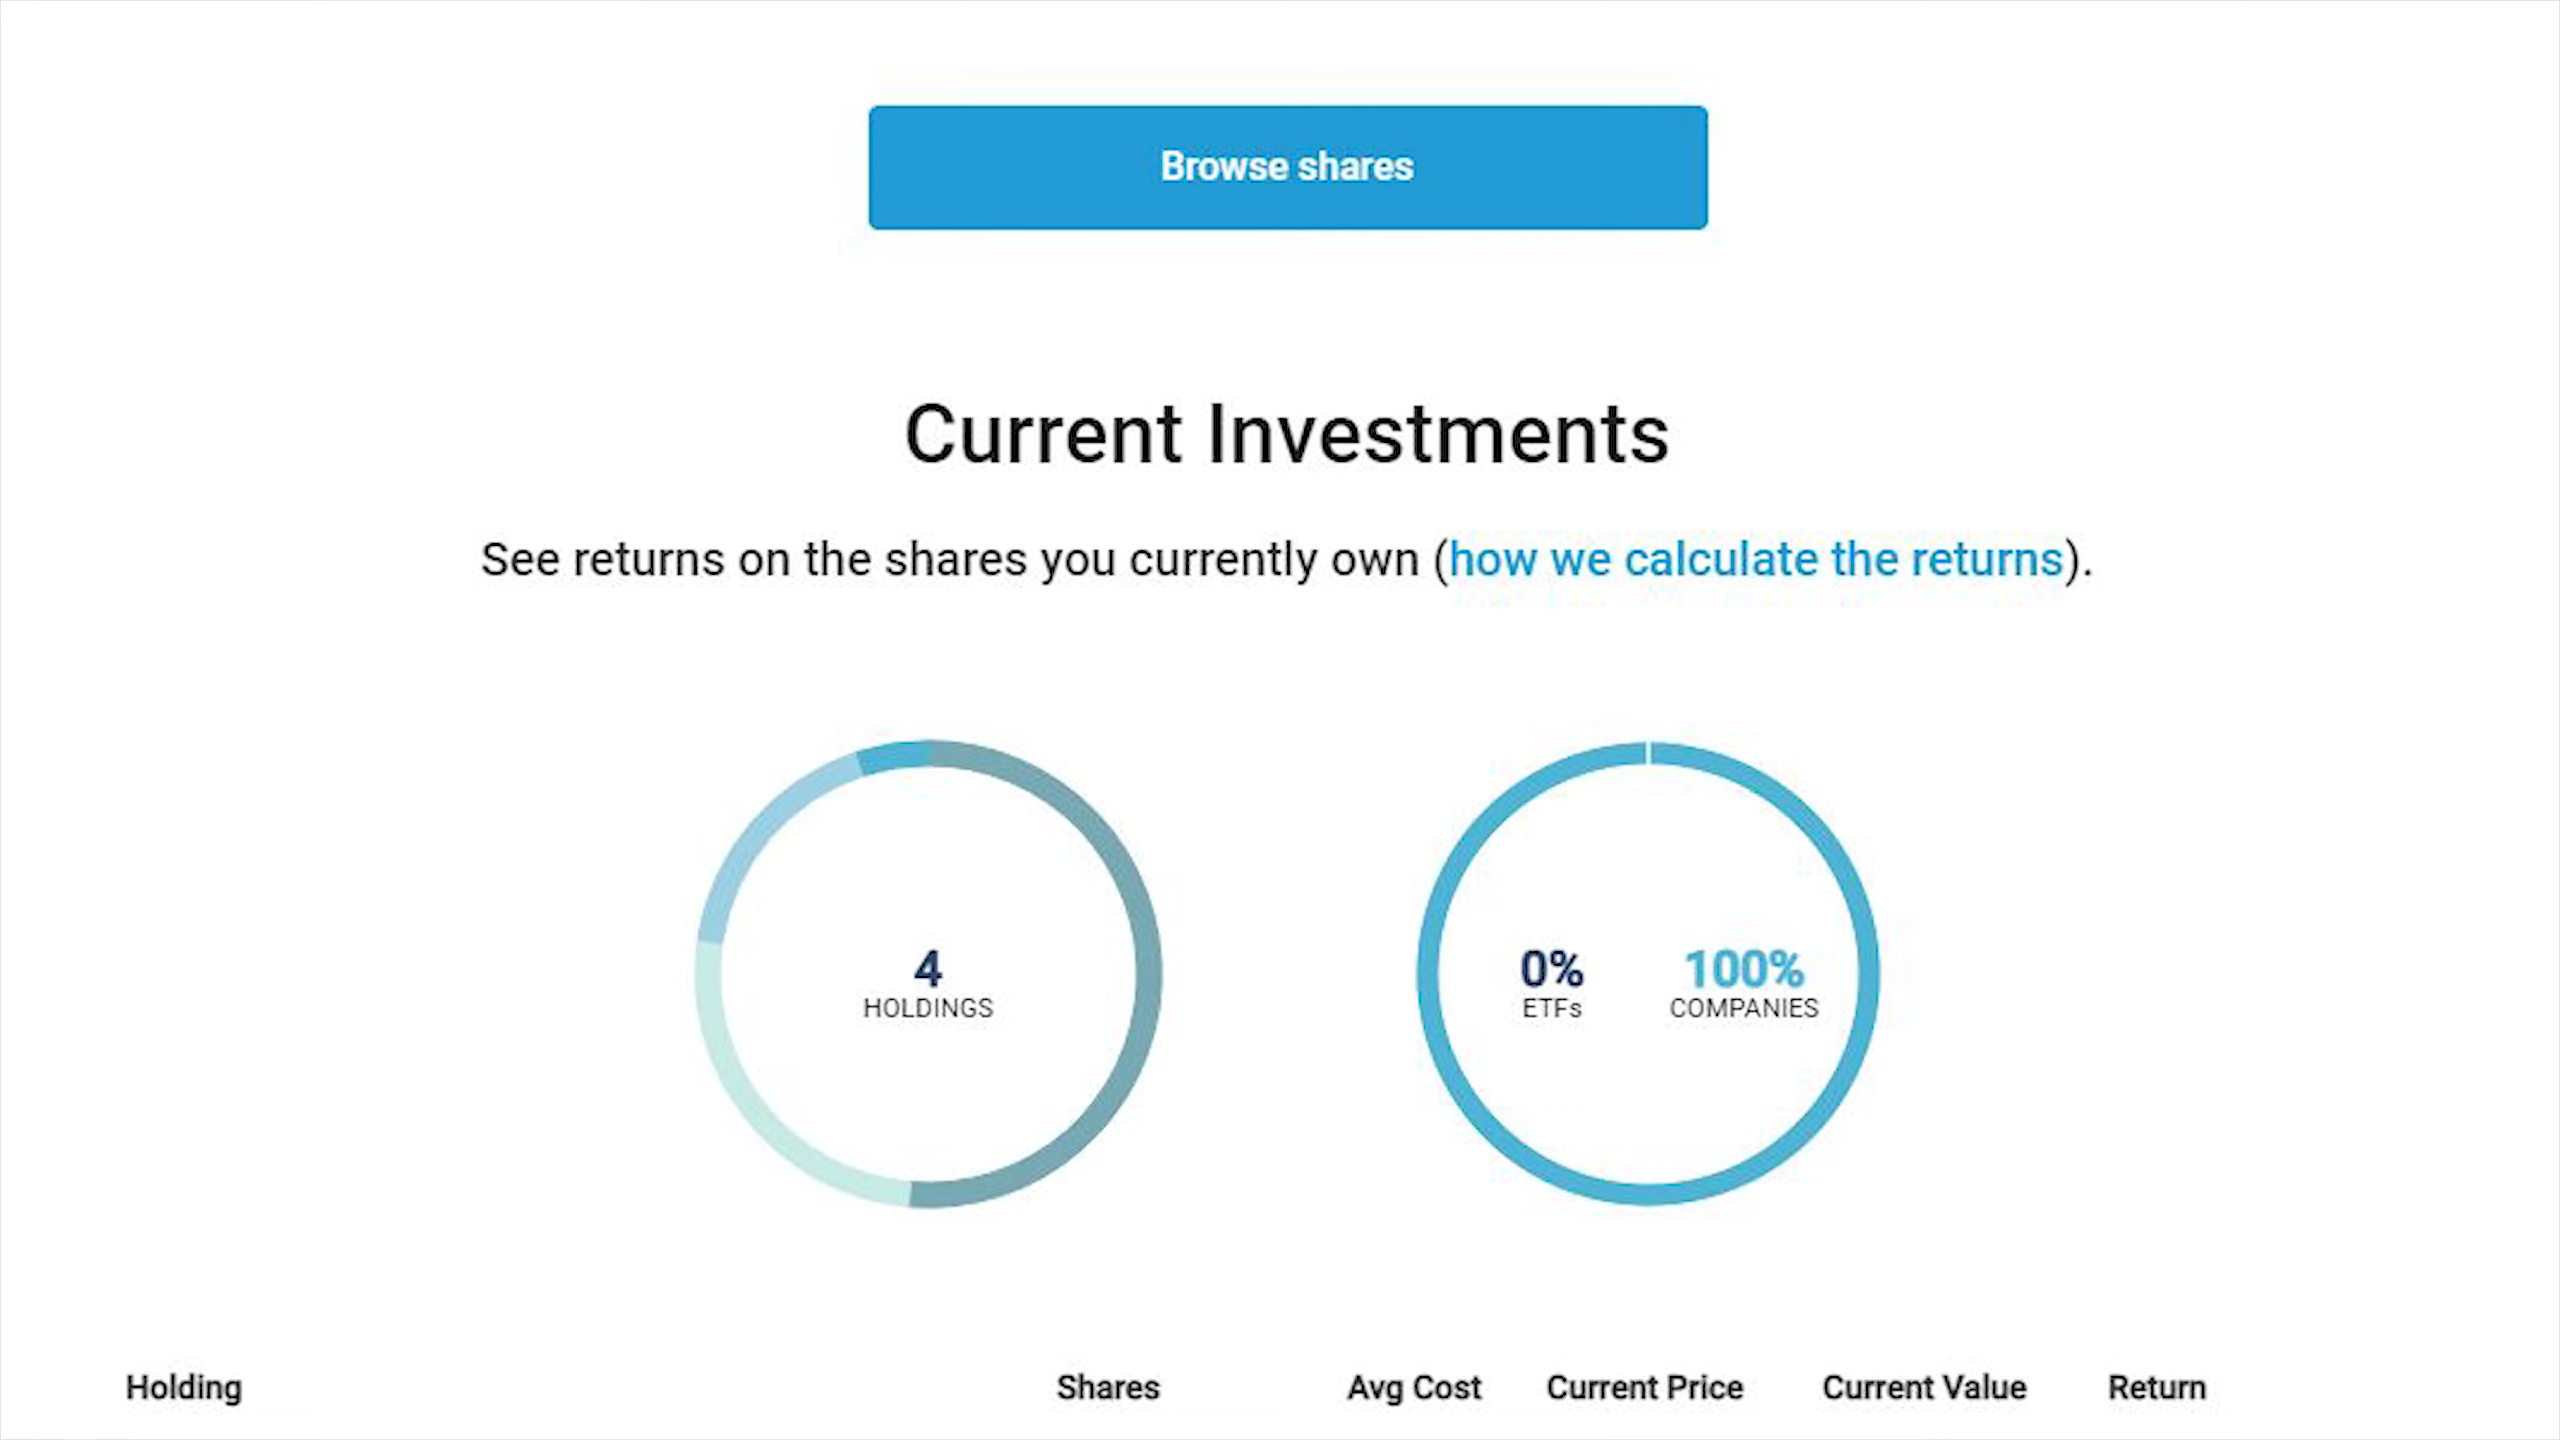 Browse shares
Current Investments
See returns on the shares you currently own (how we calculate the returns).
4
HOLDINGS
0% 100%
ETFs COMPANIES
Holding Shares Avg Cost Current Price Current Value Return